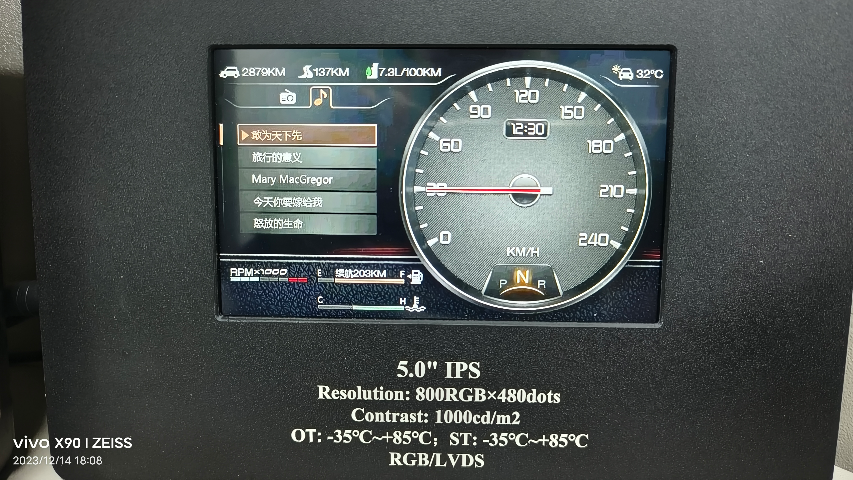 2879KM 137KM 7.3L/100KM 32℃
敢为天下先
旅行的意义
Mary MacGregor
今天你要嫁给我
怒放的生命
RPM×1000
E 续航203KM F
C H
0
30
60
90
120
150
180
210
240
12:30
KM/H
P N R
5.0" IPS
Resolution: 800RGB×480dots
Contrast: 1000cd/m2
OT: -35℃~+85℃; ST: -35℃~+85℃
RGB/LVDS
vivo X90 | ZEISS
2023/12/14 18:08